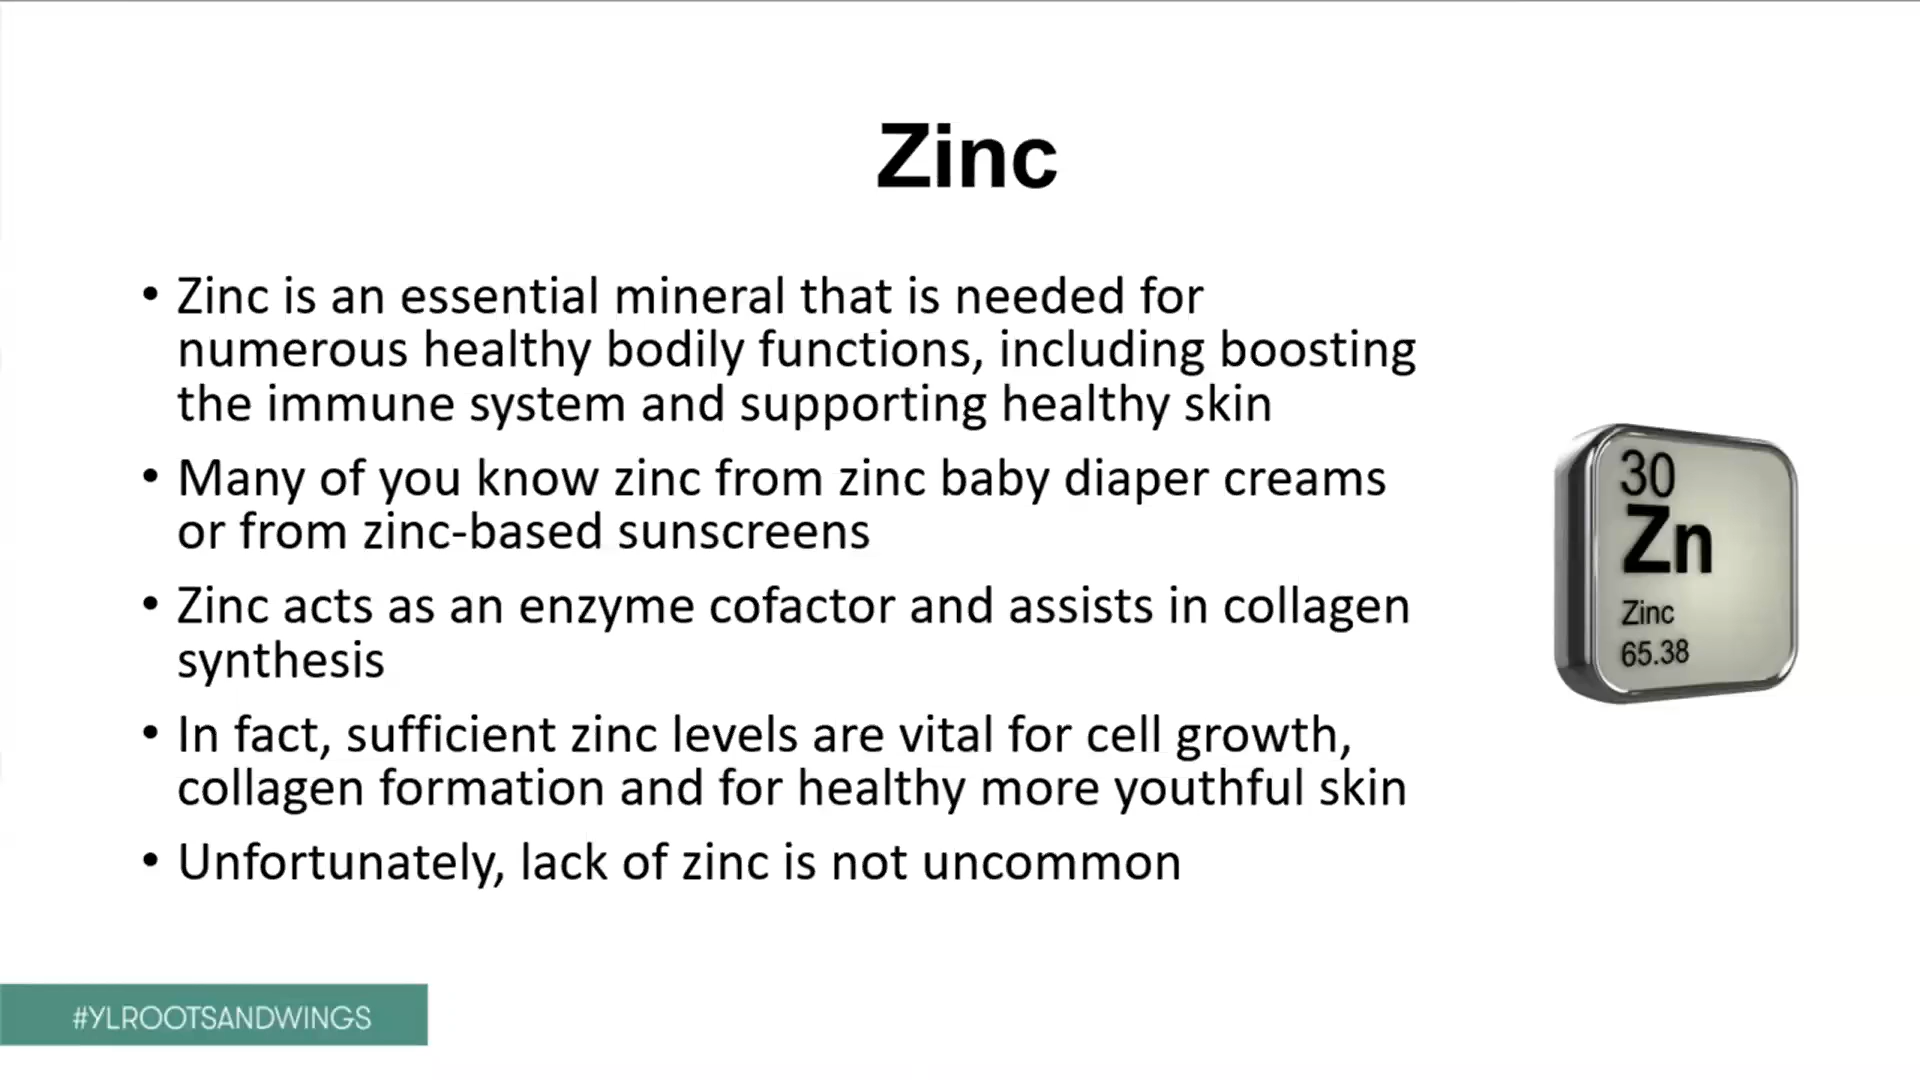 Zinc
• Zinc is an essential mineral that is needed for
numerous healthy bodily functions, including boosting
the immune system and supporting healthy skin
• Many of you know zinc from zinc baby diaper creams
or from zinc-based sunscreens
• Zinc acts as an enzyme cofactor and assists in collagen
synthesis
• In fact, sufficient zinc levels are vital for cell growth,
collagen formation and for healthy more youthful skin
• Unfortunately, lack of zinc is not uncommon
30
Zn
Zinc
65.38
#YLROOTSANDWINGS